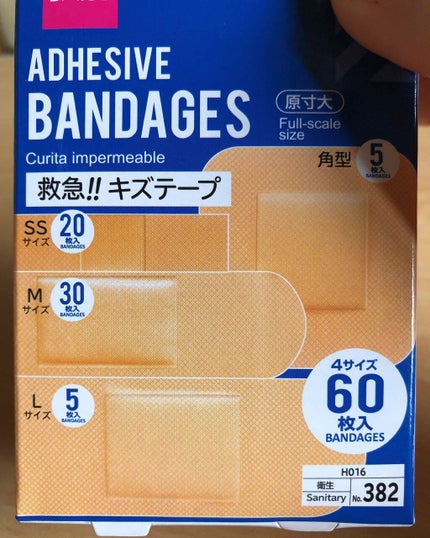 ADHESIVE
BANDAGES
原寸大
Full-scale
size
Curita impermeable
救急!! キズテープ
角型
5
枚入
BANDAGES
SS
サイズ
20
枚入
BANDAGES
M
サイズ
30
枚入
BANDAGES
L
サイズ
5
枚入
BANDAGES
4サイズ
60
枚入
BANDAGES
H016
衛生
Sanitary
No.382